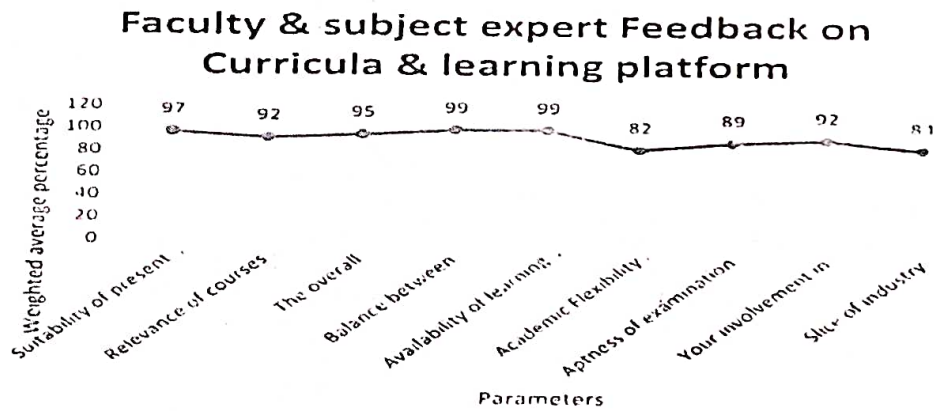 Faculty & subject expert Feedback on
Curricula & learning platform
Weighted average percentage
120
100
80
60
40
20
0
97
92
95
99
99
82
89
92
81
Suitability of present .
Relevance of courses
The overall
Balance between
Availability of learning. .
Academic Flexibility.
Aptness of examination
Your involvement in
Slice of industry
Parameters